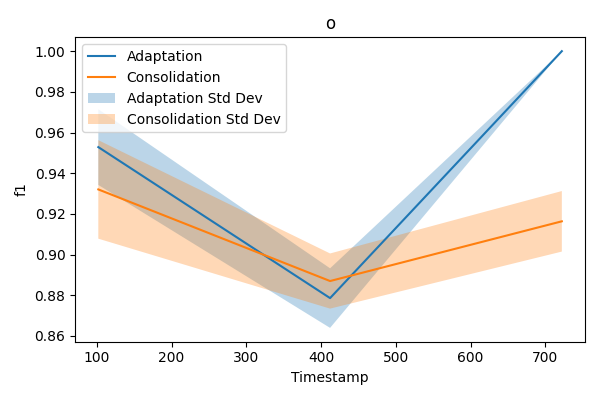 o
Adaptation
Consolidation
Adaptation Std Dev
Consolidation Std Dev
f1
1.00
0.98
0.96
0.94
0.92
0.90
0.88
0.86
100 200 300 400 500 600 700
Timestamp